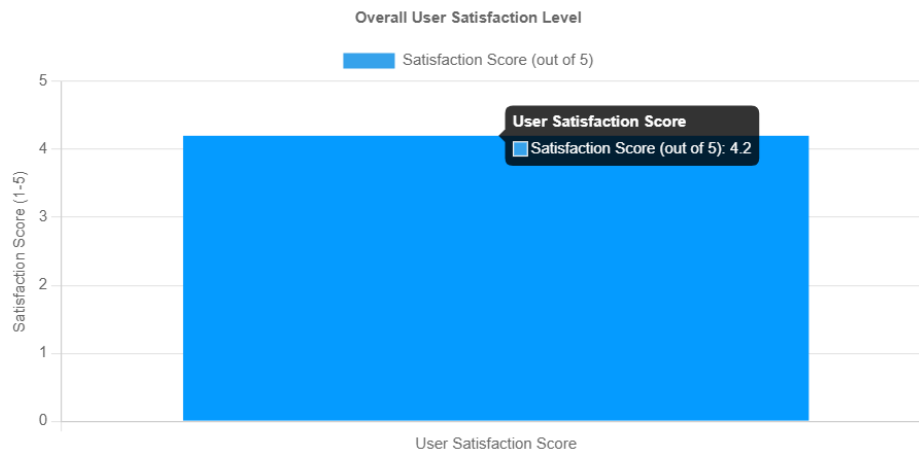 Overall User Satisfaction Level
Satisfaction Score (out of 5)
5
User Satisfaction Score
Satisfaction Score (out of 5): 4.2
4
3
2
1
0
Satisfaction Score (1-5)
User Satisfaction Score